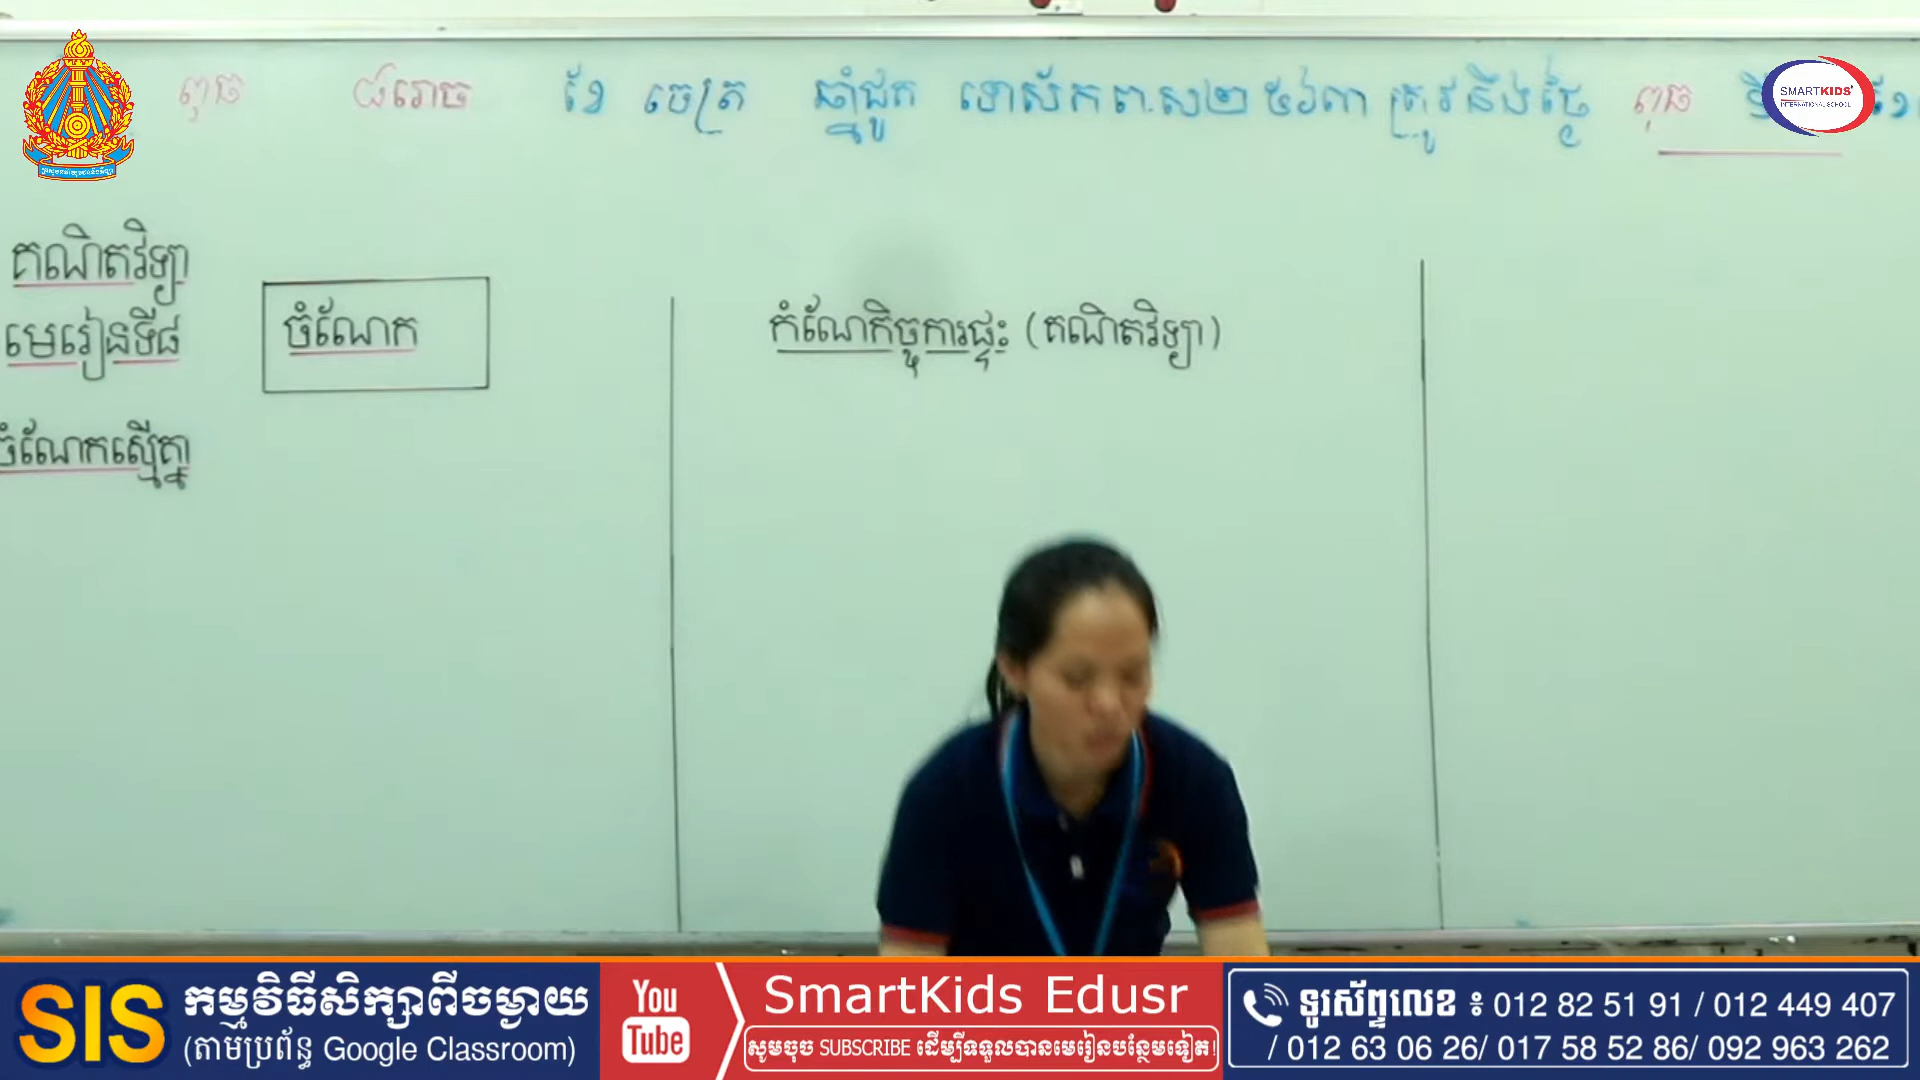 ពុធ ៨រោច ខែ ចេត្រ ឆ្នាំជូត ទោស័ក ព.ស២៥៦៣ ត្រូវនឹងថ្ងៃ ពុធ
SMARTKIDS
INTERNATIONAL SCHOOL
គណិតវិទ្យា
មេរៀនទី៨
ចំណែក
ចំណែកស្មើគ្នា
កំណែកិច្ចការផ្ទះ (គណិតវិទ្យា)
SIS
កម្មវិធីសិក្សាពីចម្ងាយ
(តាមប្រព័ន្ធ Google Classroom)
You
Tube
SmartKids Edusr
សូមចុច SUBSCRIBE ដើម្បីទទួលបានមេរៀនបន្ថែមទៀត!
ទូរស័ព្ទលេខ ៖ 012 82 51 91 / 012 449 407
/ 012 63 06 26/ 017 58 52 86/ 092 963 262